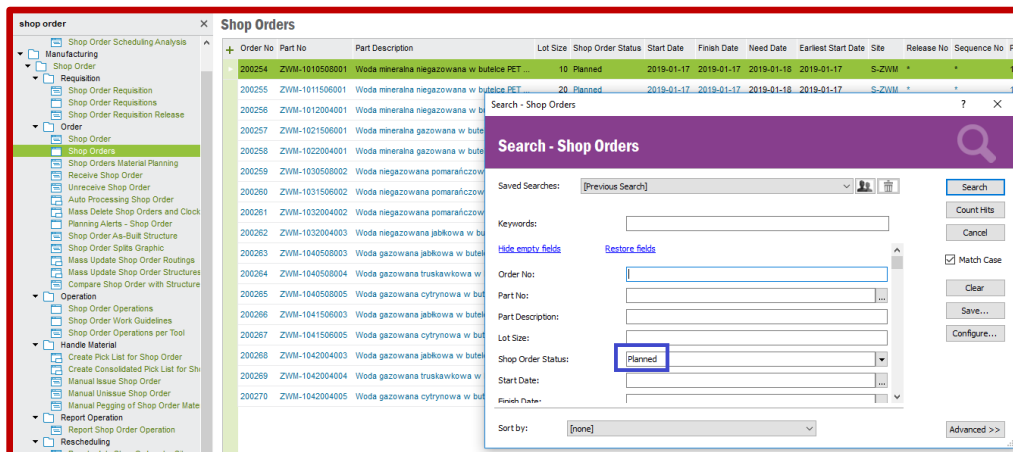 shop order
Shop Orders
Shop Order Scheduling Analysis
Manufacturing
Shop Order
Requisition
Shop Order Requisition
Shop Order Requisitions
Shop Order Requisition Release
Order
Shop Order
Shop Orders
Shop Orders Material Planning
Receive Shop Order
Unreceive Shop Order
Auto Processing Shop Order
Mass Delete Shop Orders and Clock
Planning Alerts - Shop Order
Shop Order As-Built Structure
Shop Order Splits Graphic
Mass Update Shop Order Routings
Mass Update Shop Order Structures
Compare Shop Order with Structure
Operation
Shop Order Operations
Shop Order Work Guidelines
Shop Order Operations per Tool
Handle Material
Create Pick List for Shop Order
Create Consolidated Pick List for Sh
Manual Issue Shop Order
Manual Unissue Shop Order
Manual Pegging of Shop Order Mate
Report Operation
Report Shop Order Operation
Rescheduling
Order No Part No Part Description Lot Size Shop Order Status Start Date Finish Date Need Date Earliest Start Date Site Release No Sequence No
200254 ZWM-1010508001 Woda mineralna niegazowana w butelce PET ... 10 Planned 2019-01-17 2019-01-17 2019-01-18 2019-01-17 S-ZWM * *
200255 ZWM-1011506001 Woda mineralna niegazowana w butelce PET ... 20 Planned 2019-01-17 2019-01-17 2019-01-18 2019-01-17 S-ZWM * *
200256 ZWM-1012004001 Woda mineralna niegazowana w b
200257 ZWM-1021506001 Woda mineralna gazowana w bute
200258 ZWM-1022004001 Woda mineralna gazowana w bute
200259 ZWM-1030508002 Woda niegazowana pomarańczow
200260 ZWM-1031506002 Woda niegazowana pomarańczow
200261 ZWM-1032004002 Woda niegazowana pomarańczow
200262 ZWM-1032004003 Woda niegazowana jabłkowa w bu
200263 ZWM-1040508003 Woda gazowana jabłkowa w butel
200264 ZWM-1040508004 Woda gazowana truskawkowa w
200265 ZWM-1040508005 Woda gazowana cytrynowa w but
200266 ZWM-1041506003 Woda gazowana jabłkowa w butel
200267 ZWM-1041506005 Woda gazowana cytrynowa w but
200268 ZWM-1042004003 Woda gazowana jabłkowa w butel
200269 ZWM-1042004004 Woda gazowana truskawkowa w
200270 ZWM-1042004005 Woda gazowana cytrynowa w but
Search - Shop Orders
Search - Shop Orders
Saved Searches: [Previous Search]
Search
Count Hits
Keywords:
Cancel
Hide empty fields Restore fields
Match Case
Order No:
Part No:
Clear
Part Description:
Save...
Lot Size:
Configure...
Shop Order Status: Planned
Start Date:
Finish Date:
Sort by: [none]
Advanced >>